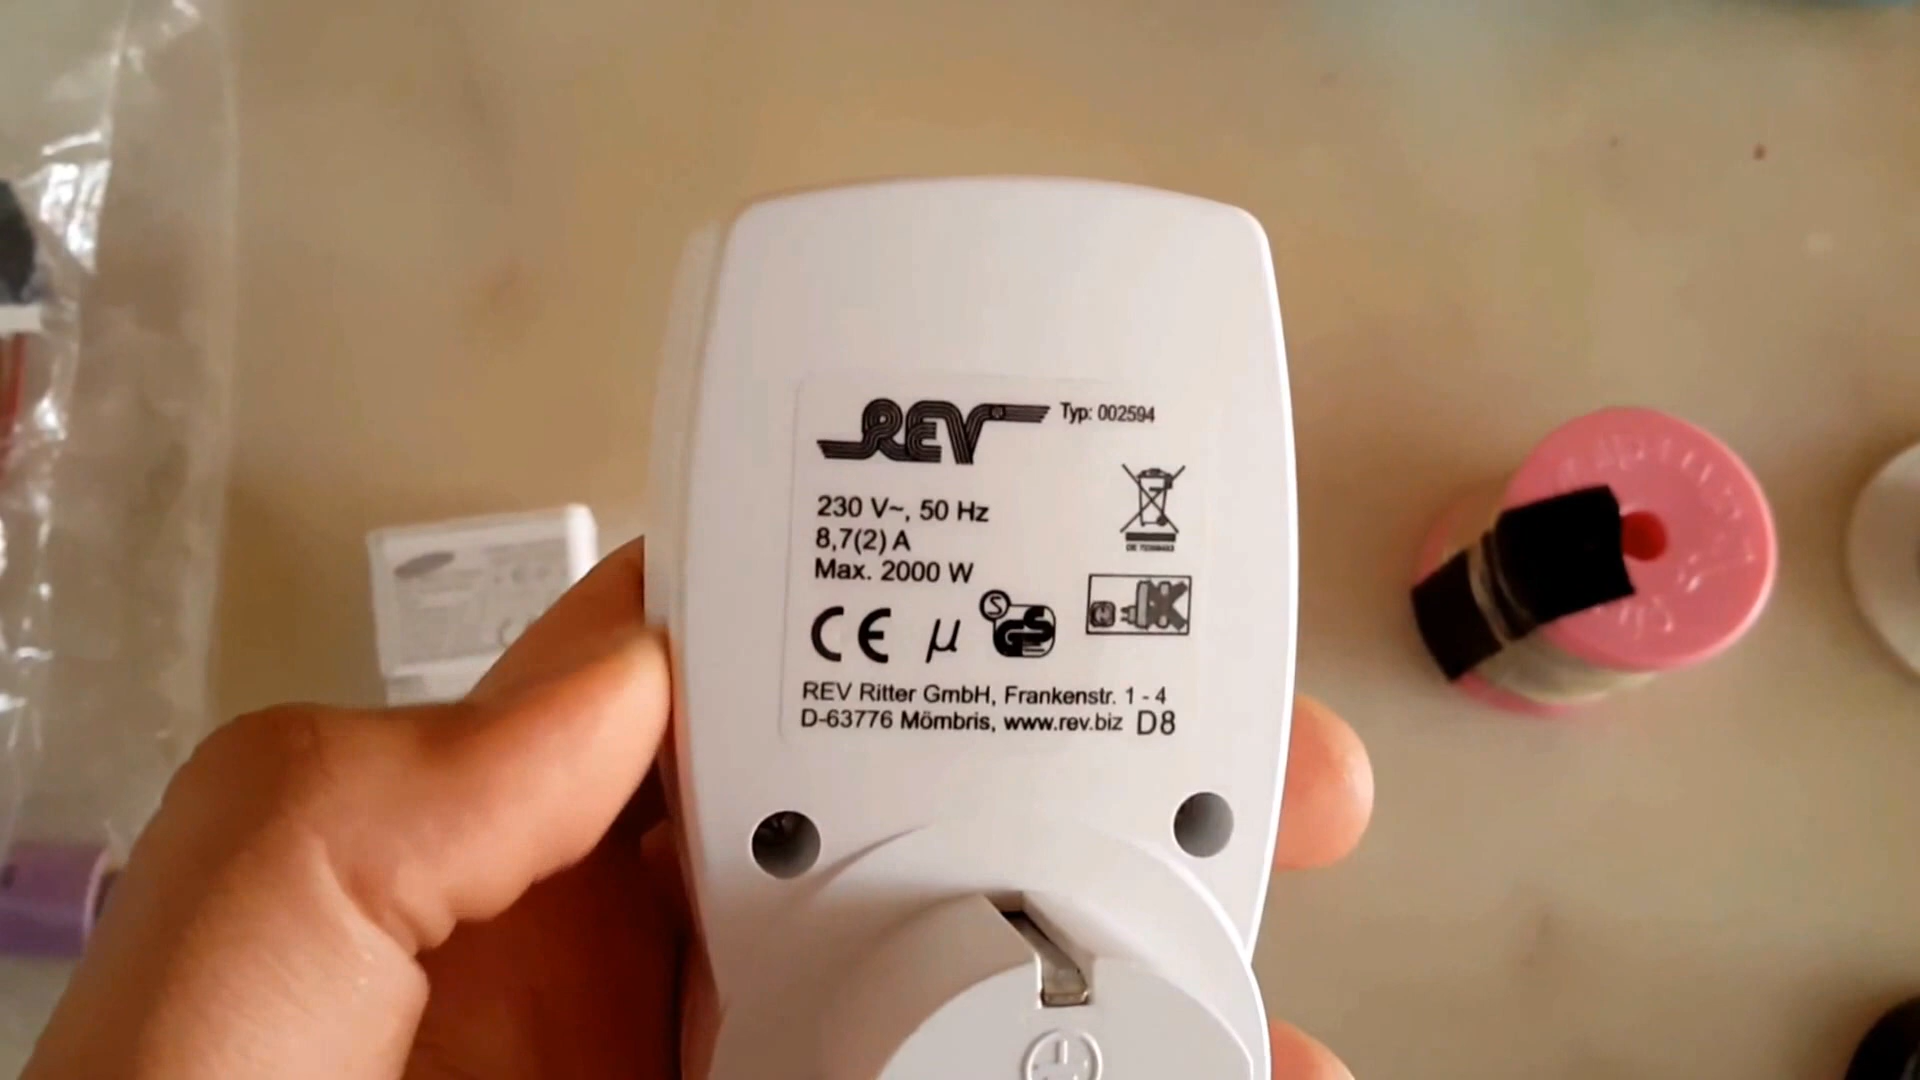 REV Typ: 002594
230 V~, 50 Hz
8,7(2) A
Max. 2000 W
CE µ S GS
REV Ritter GmbH, Frankenstr. 1 - 4
D-63776 Mömbris, www.rev.biz D8